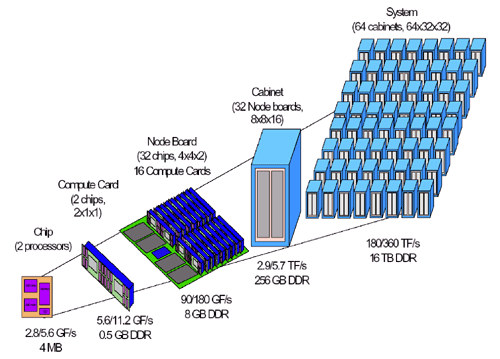 System
(64 cabinets, 64x32x32)
Cabinet
(32 Node boards,
8x8x16)
Node Board
(32 chips, 4x4x2)
16 Compute Cards
Compute Card
(2 chips,
2x1x1)
Chip
(2 processors)
2.8/5.6 GF/s
4 MB
5.6/11.2 GF/s
0.5 GB DDR
90/180 GF/s
8 GB DDR
2.9/5.7 TF/s
256 GB DDR
180/360 TF/s
16 TB DDR